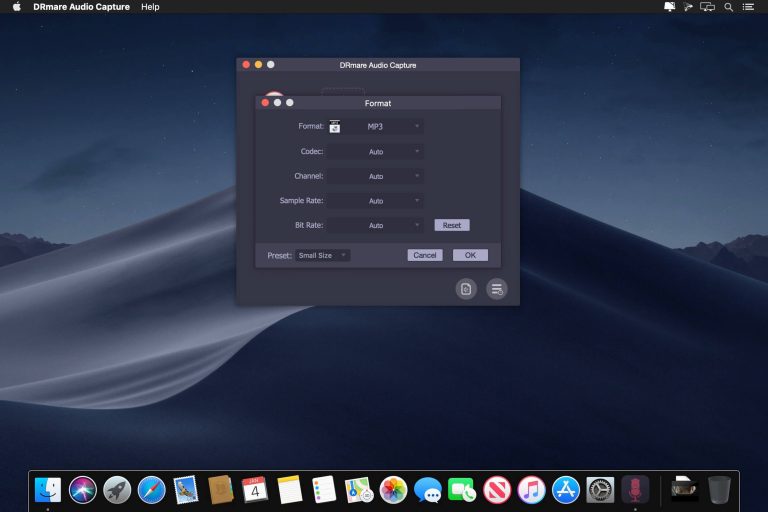 DRmare Audio Capture Help
DRmare Audio Capture
Format
Format: MP3
Codec: Auto
Channel: Auto
Sample Rate: Auto
Bit Rate: Auto Reset
Preset: Small Size Cancel OK
JAN
4